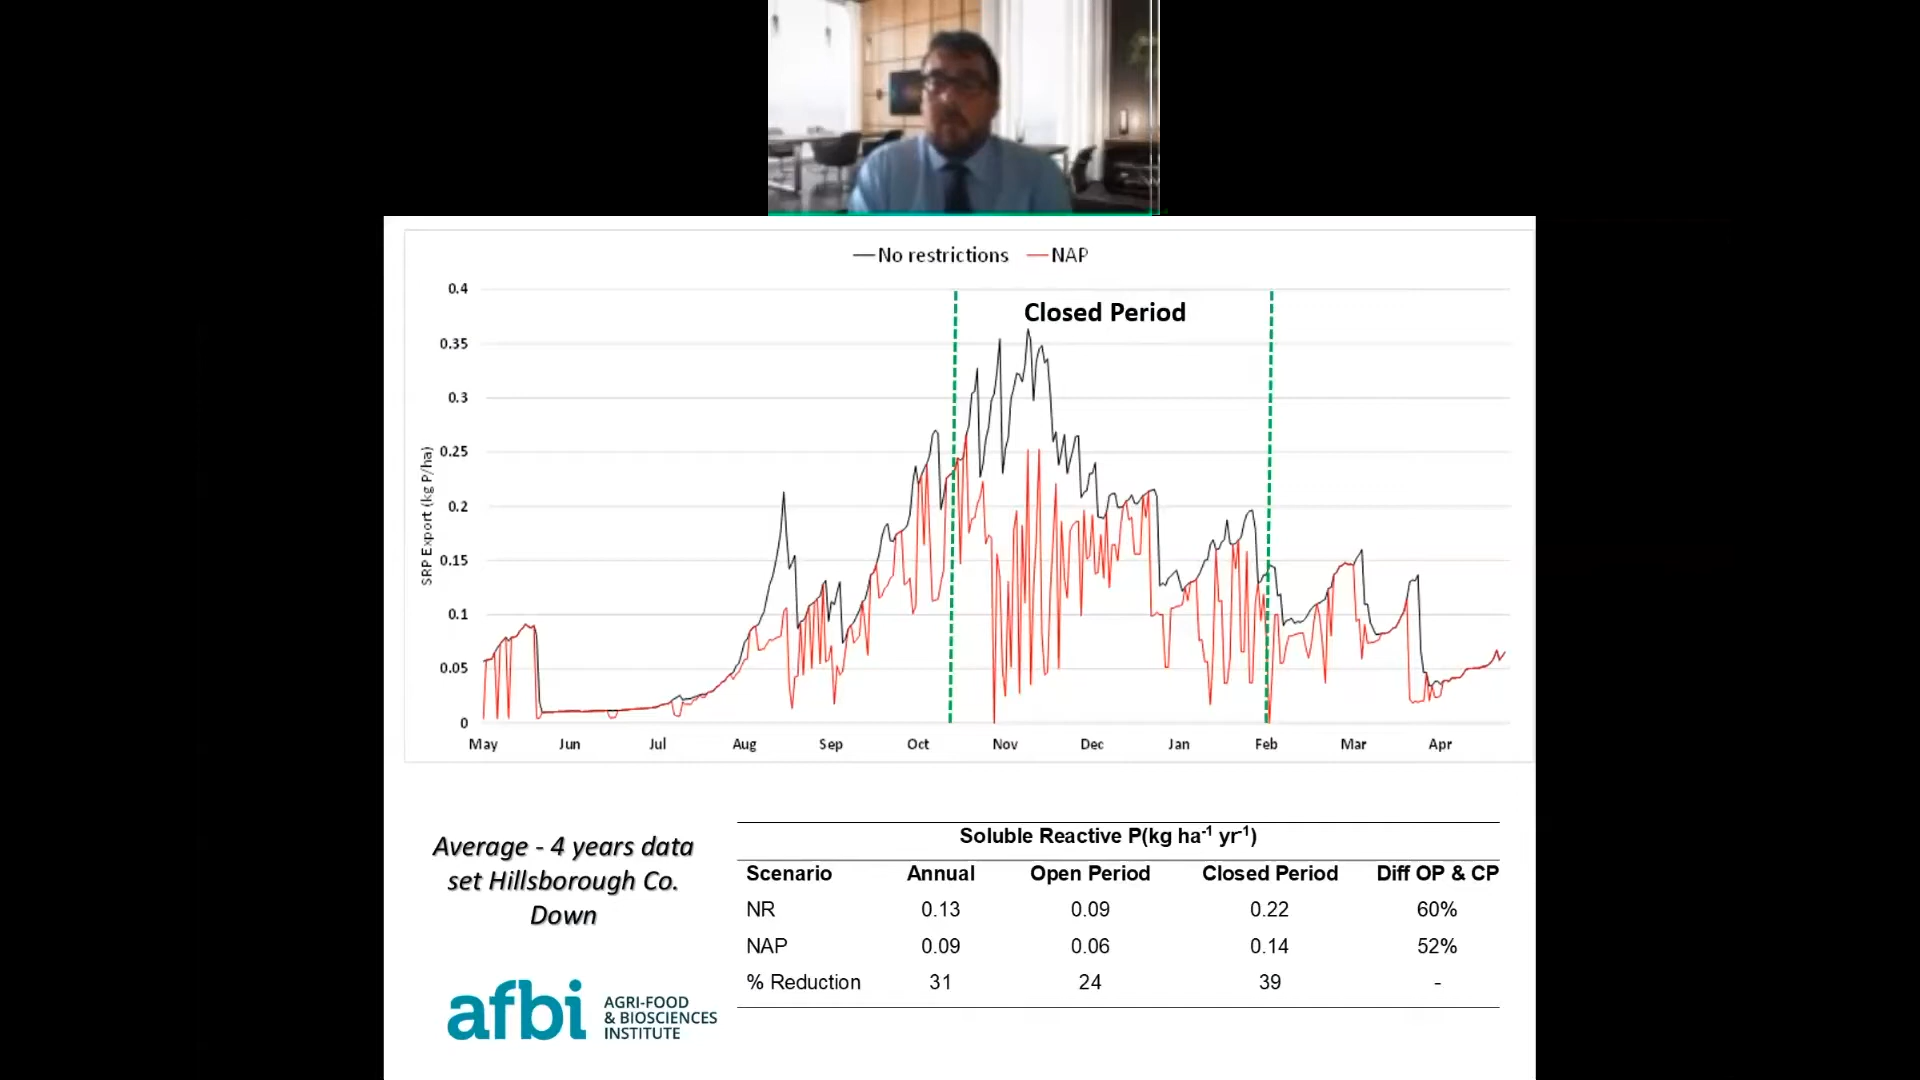 No restrictions NAP
Closed Period
0.4
0.35
0.3
0.25
0.2
0.15
0.1
0.05
0
SRP Export (kg P/ha)
May Jun Jul Aug Sep Oct Nov Dec Jan Feb Mar Apr
Average - 4 years data
set Hillsborough Co.
Down
afbi
AGRI-FOOD
& BIOSCIENCES
INSTITUTE
Soluble Reactive P(kg ha-1 yr-1)
Scenario Annual Open Period Closed Period Diff OP & CP
NR 0.13 0.09 0.22 60%
NAP 0.09 0.06 0.14 52%
% Reduction 31 24 39 -